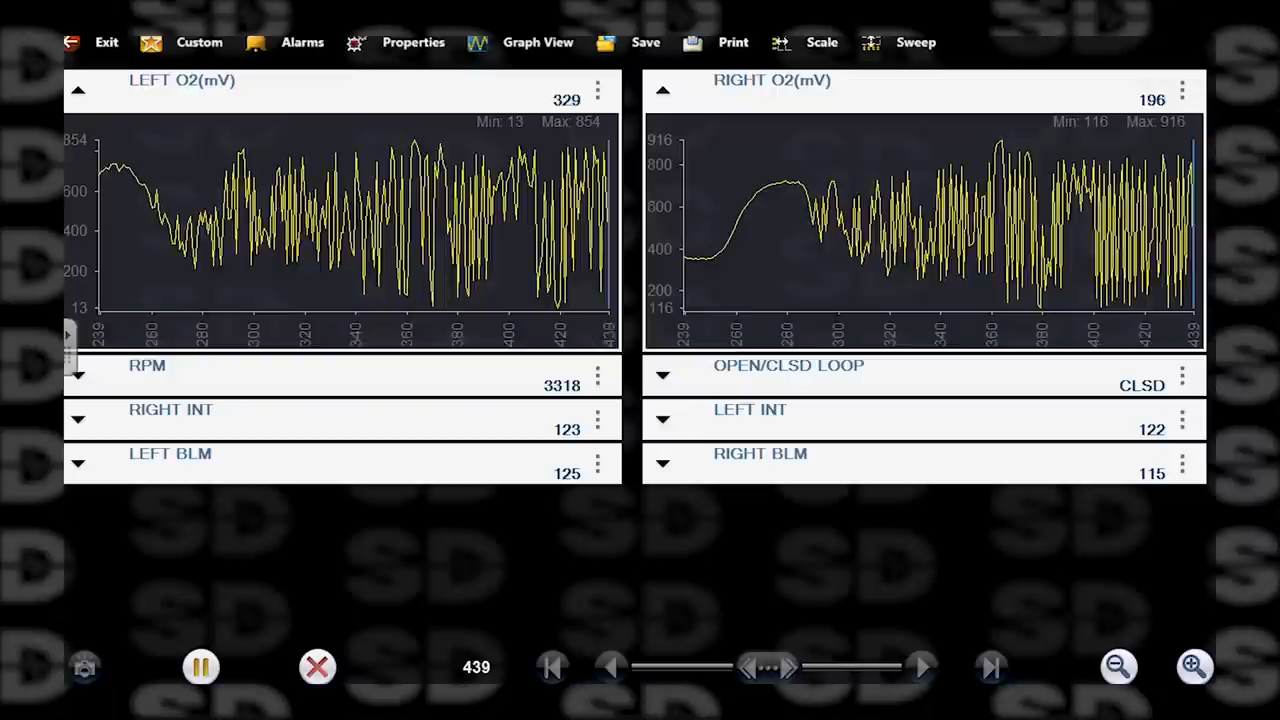 Exit Custom Alarms Properties Graph View Save Print Scale Sweep
LEFT O2(mV)
329
Min: 13 Max: 854
854
600
400
200
13
239 260 280 300 320 340 360 380 400 420 439
RIGHT O2(mV)
196
Min: 116 Max: 916
916
800
600
400
200
116
239 260 280 300 320 340 360 380 400 420 439
RPM
3318
OPEN/CLSD LOOP
CLSD
RIGHT INT
123
LEFT INT
122
LEFT BLM
125
RIGHT BLM
115
439
SD